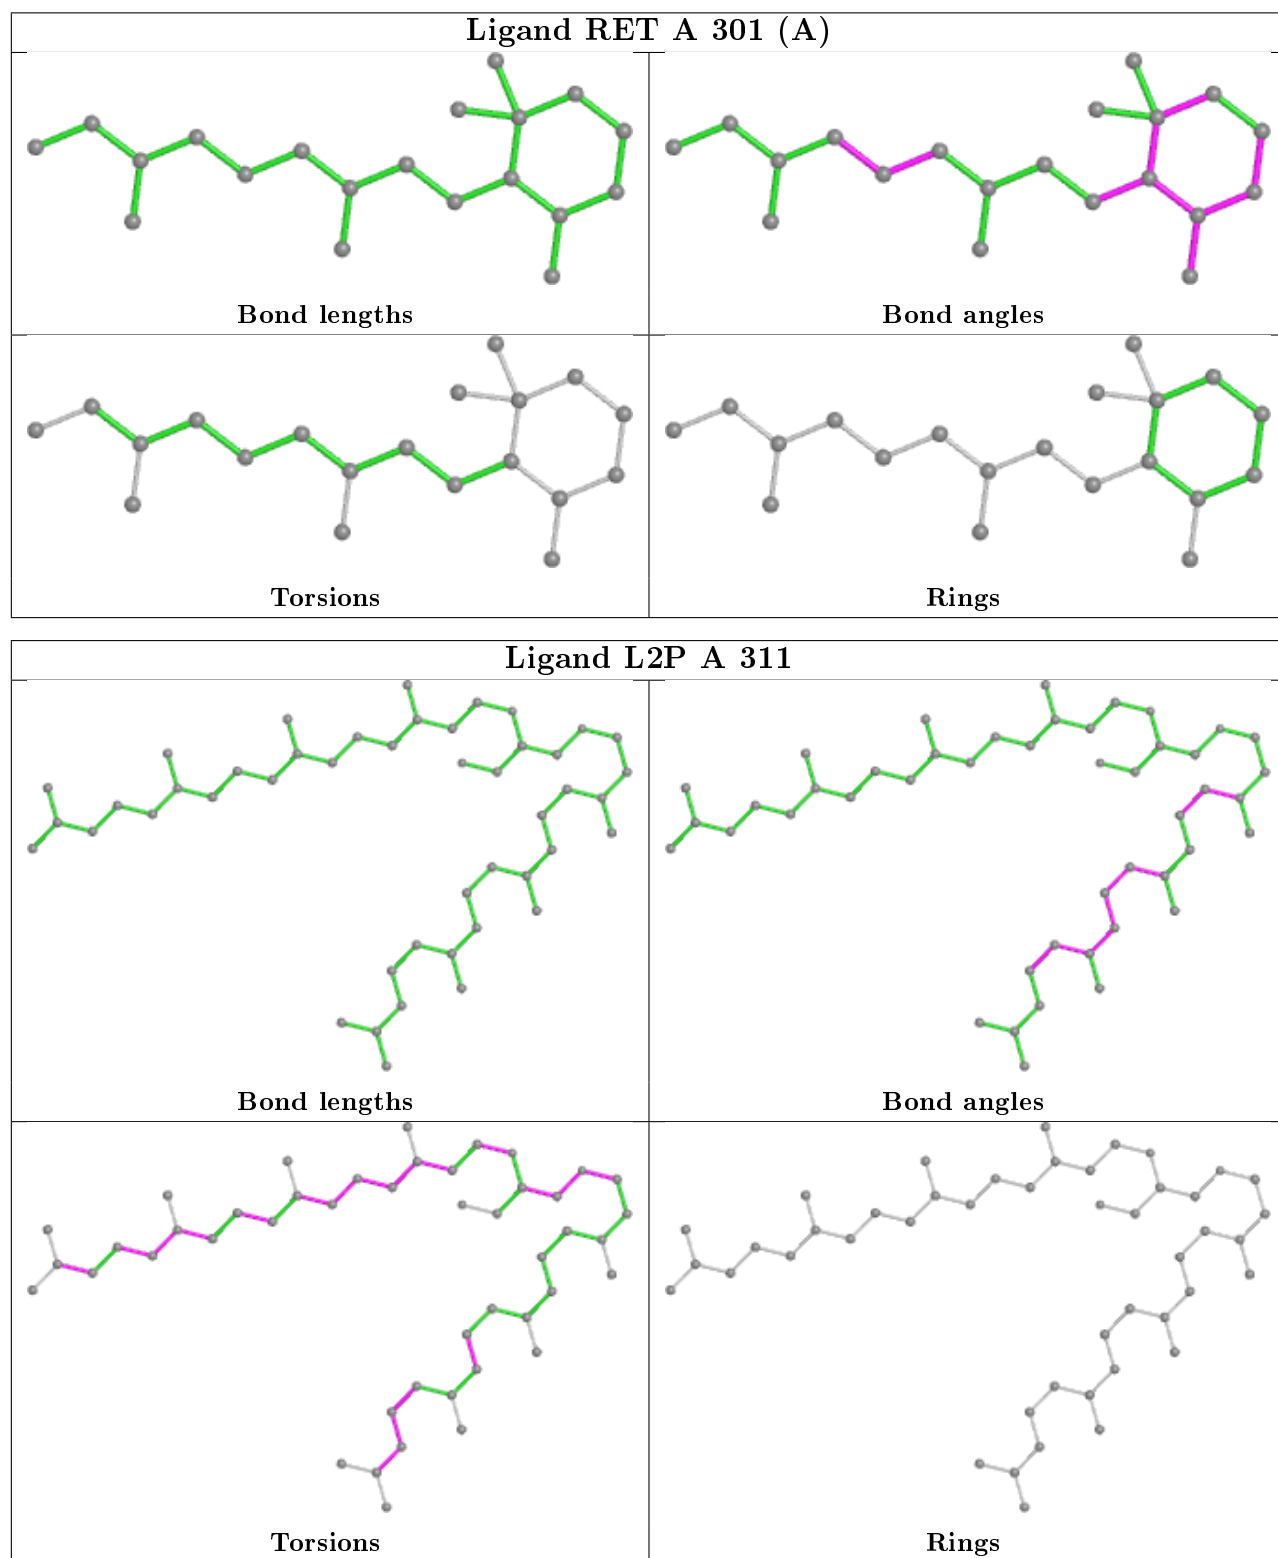 Ligand RET A 301 (A)
Bond lengths
Bond angles
Torsions
Rings
Ligand L2P A 311
Bond lengths
Bond angles
Torsions
Rings